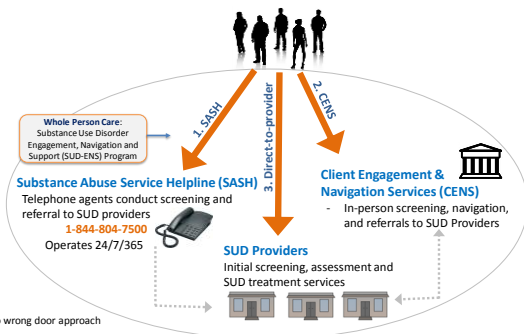 Whole Person Care:
Substance Use Disorder
Engagement, Navigation and
Support (SUD-ENS) Program
1. SASH
3. Direct-to-provider
2. CENS
Substance Abuse Service Helpline (SASH)
Telephone agents conduct screening and
referral to SUD providers
1-844-804-7500
Operates 24/7/365
Client Engagement &
Navigation Services (CENS)
- In-person screening, navigation,
and referrals to SUD Providers
SUD Providers
Initial screening, assessment and
SUD treatment services
wrong door approach